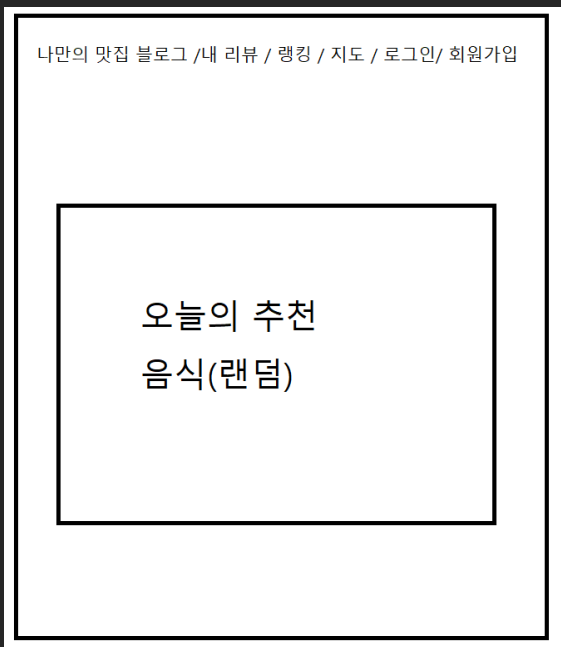 나만의 맛집 블로그 /내 리뷰 / 랭킹 / 지도 / 로그인/ 회원가입
오늘의 추천
음식(랜덤)